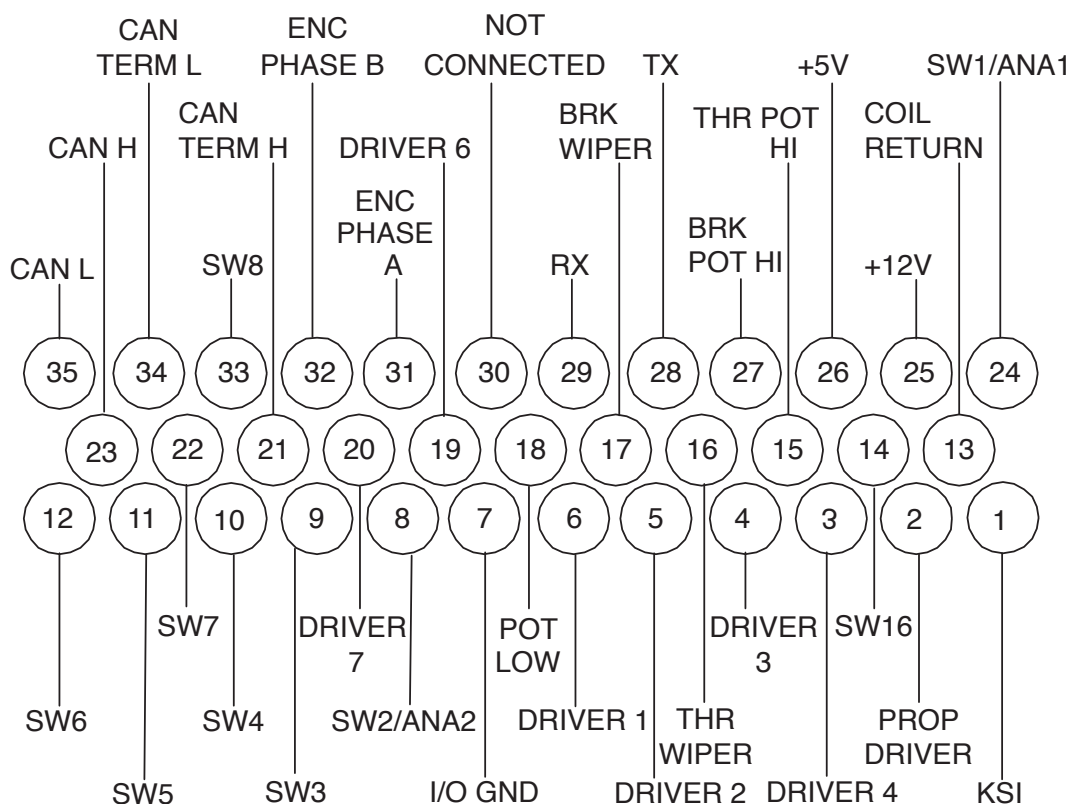 CAN
TERM L
ENC
PHASE B
NOT
CONNECTED
TX
+5V
SW1/ANA1
CAN H
CAN
TERM H
DRIVER 6
BRK
WIPER
THR POT
HI
COIL
RETURN
CAN L
SW8
ENC
PHASE
A
RX
BRK
POT HI
+12V
35 34 33 32 31 30 29 28 27 26 25 24
23 22 21 20 19 18 17 16 15 14 13
12 11 10 9 8 7 6 5 4 3 2 1
SW7
DRIVER
7
POT
LOW
DRIVER
3
SW16
SW6
SW4
SW2/ANA2
DRIVER 1
THR
WIPER
PROP
DRIVER
SW5
SW3
I/O GND
DRIVER 2
DRIVER 4
KSI